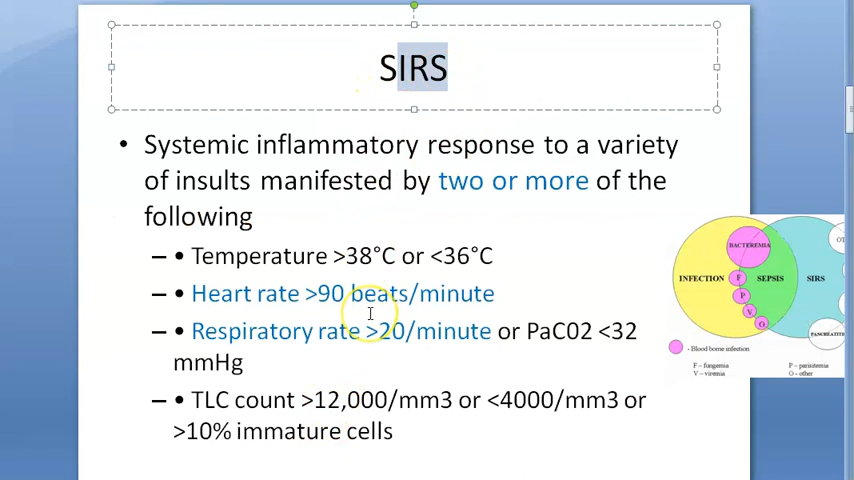 SIRS
• Systemic inflammatory response to a variety
of insults manifested by two or more of the
following
– • Temperature >38°C or <36°C
– • Heart rate >90 beats/minute
– • Respiratory rate >20/minute or PaC02 <32
mmHg
– • TLC count >12,000/mm3 or <4000/mm3 or
>10% immature cells
BACTEREMIA
OT
INFECTION
F
SEPSIS
SIRS
P
V
O
PANCREATITI
- Blood borne infection
F – fungemia
P – parasitemia
V – viremia
O - other